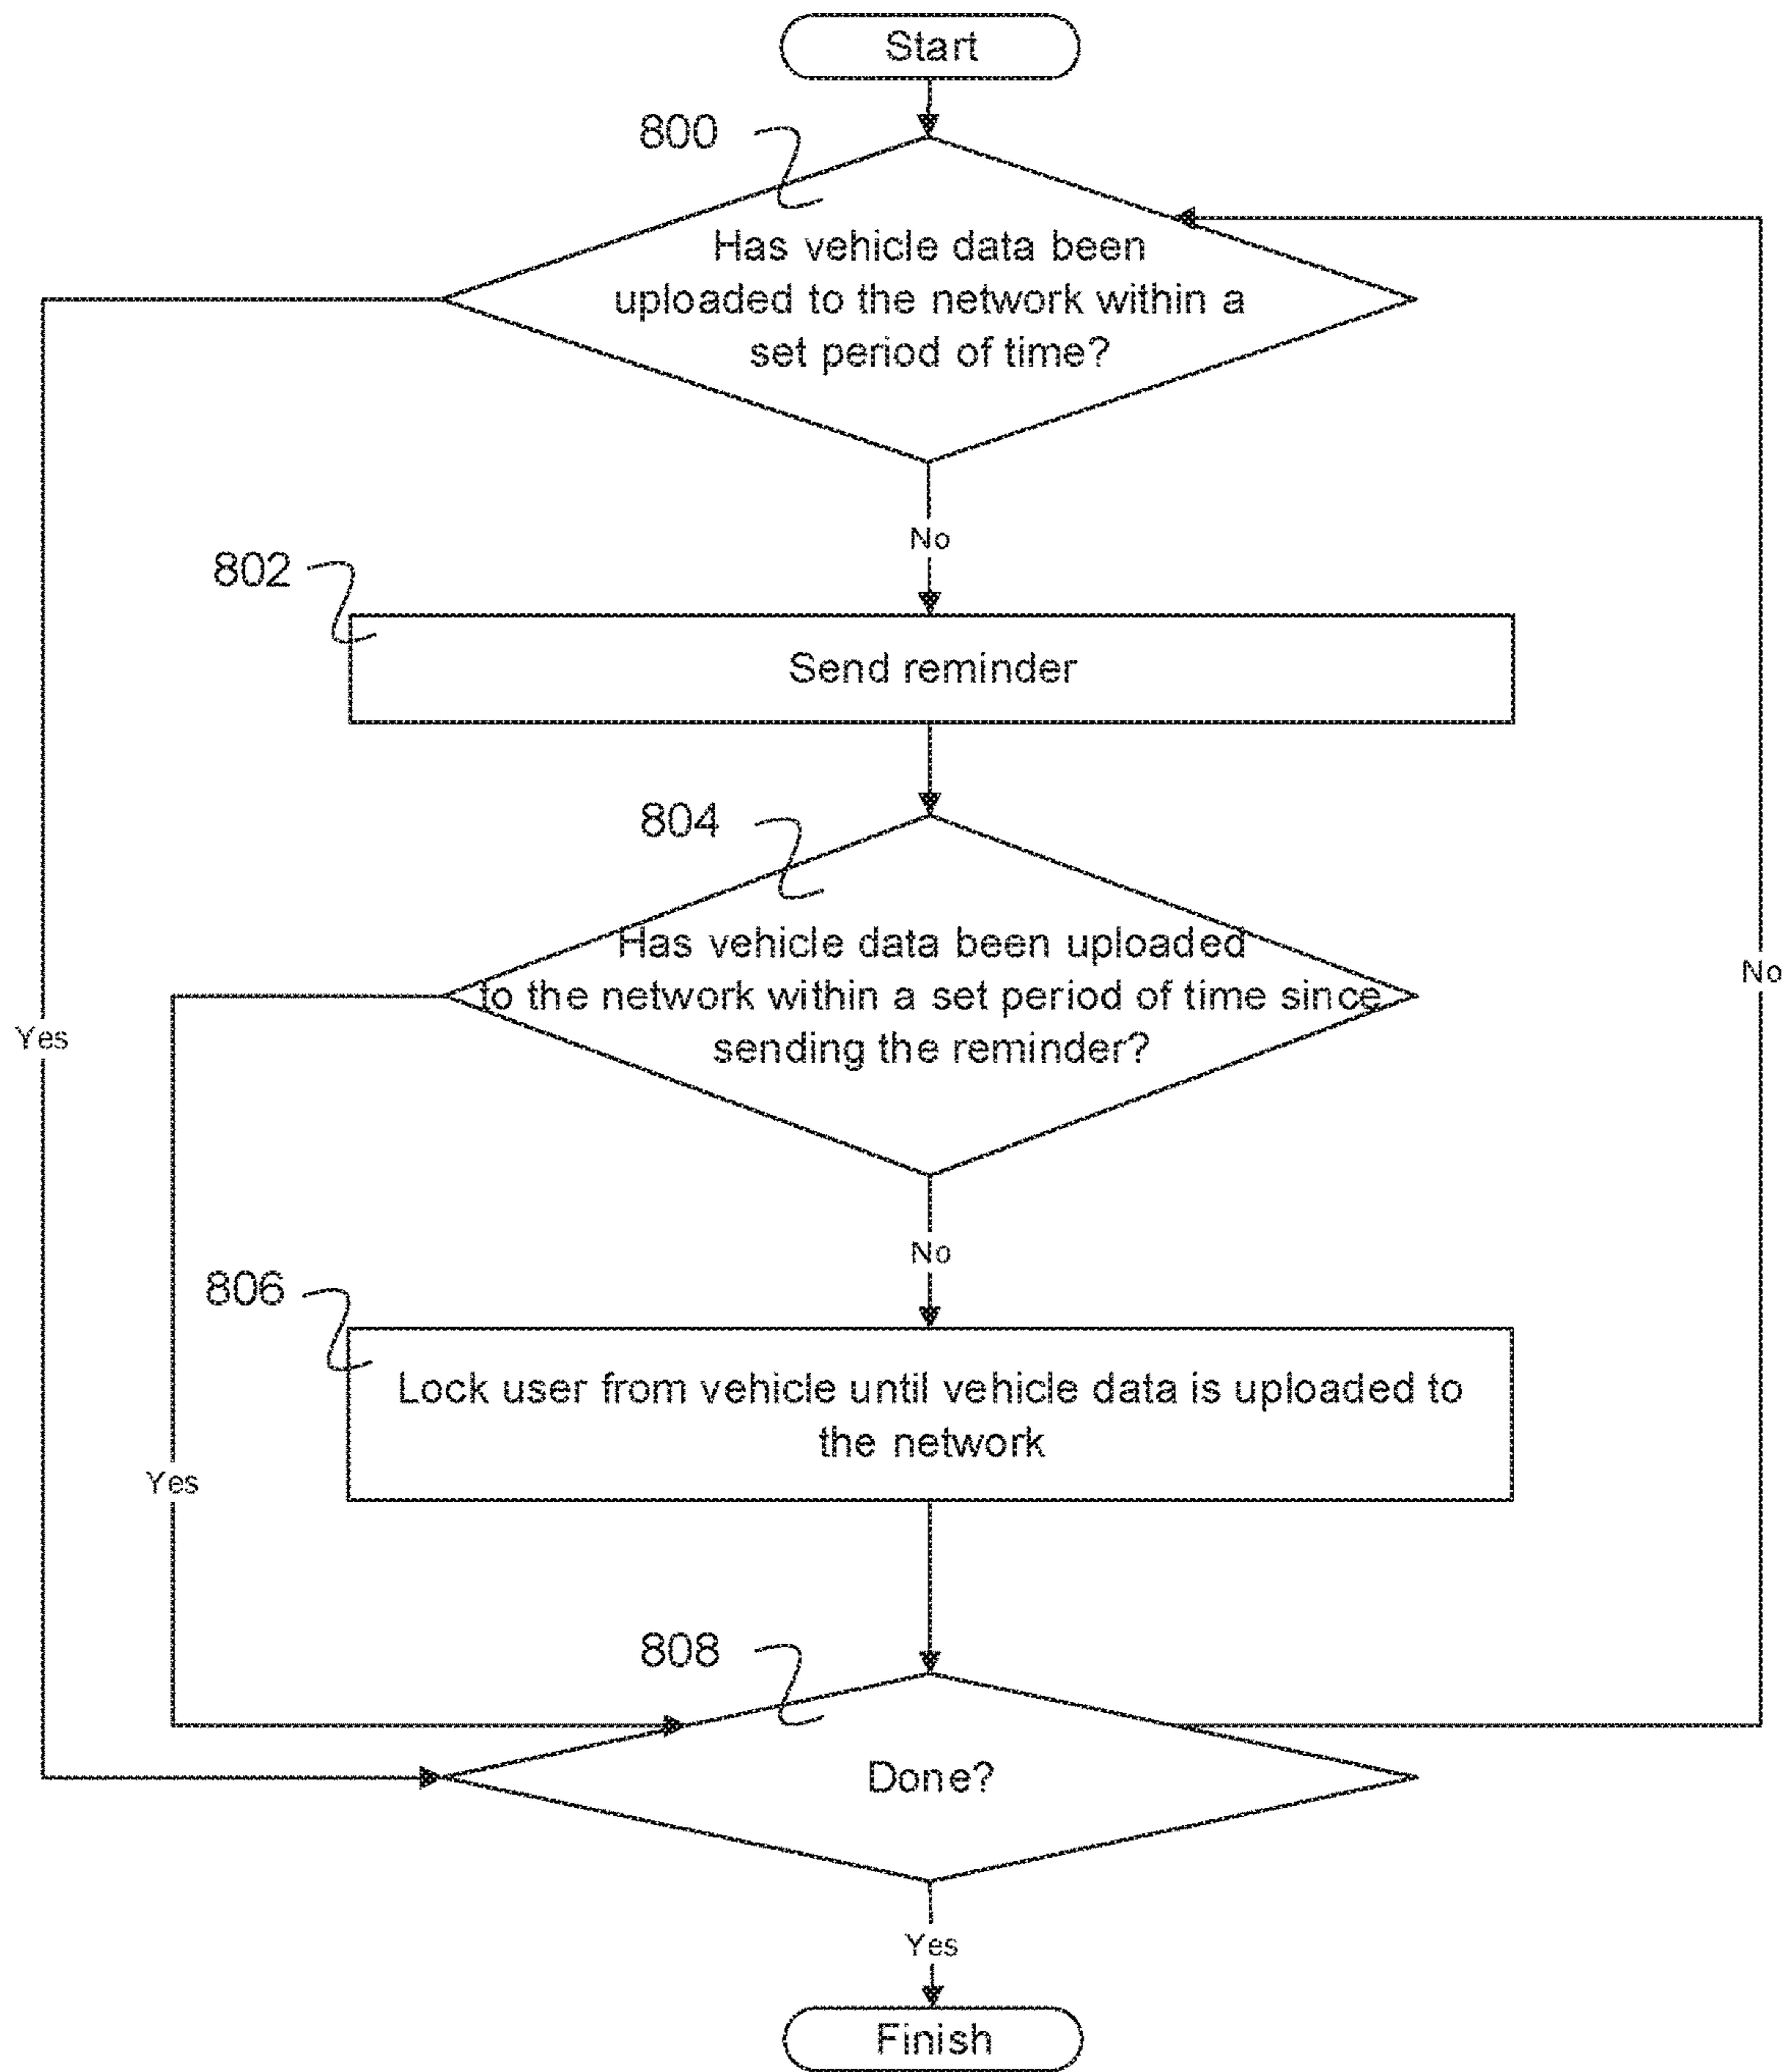 Start
800
Has vehicle data been
uploaded to the network within a
set period of time?
No
802
Send reminder
804
Has vehicle data been uploaded
to the network within a set period of time since
sending the reminder?
No
Yes
No
806
Lock user from vehicle until vehicle data is uploaded to
the network
Yes
808
Done?
Yes
Finish